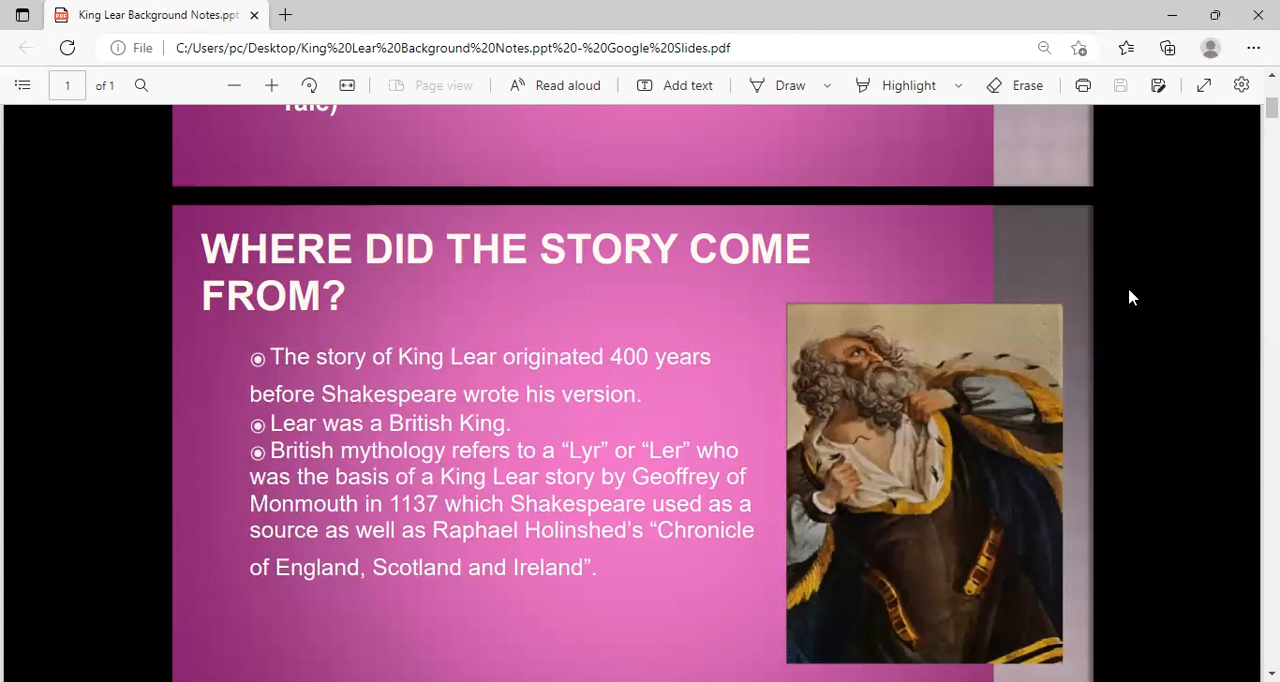 King Lear Background Notes.ppt
File
C:/Users/pc/Desktop/King%20Lear%20Background%20Notes.ppt%20-%20Google%20Slides.pdf
1
of 1
Page view
Read aloud
Add text
Draw
Highlight
Erase
Tale)
WHERE DID THE STORY COME
FROM?
The story of King Lear originated 400 years
before Shakespeare wrote his version.
Lear was a British King.
British mythology refers to a “Lyr” or “Ler” who
was the basis of a King Lear story by Geoffrey of
Monmouth in 1137 which Shakespeare used as a
source as well as Raphael Holinshed’s “Chronicle
of England, Scotland and Ireland”.